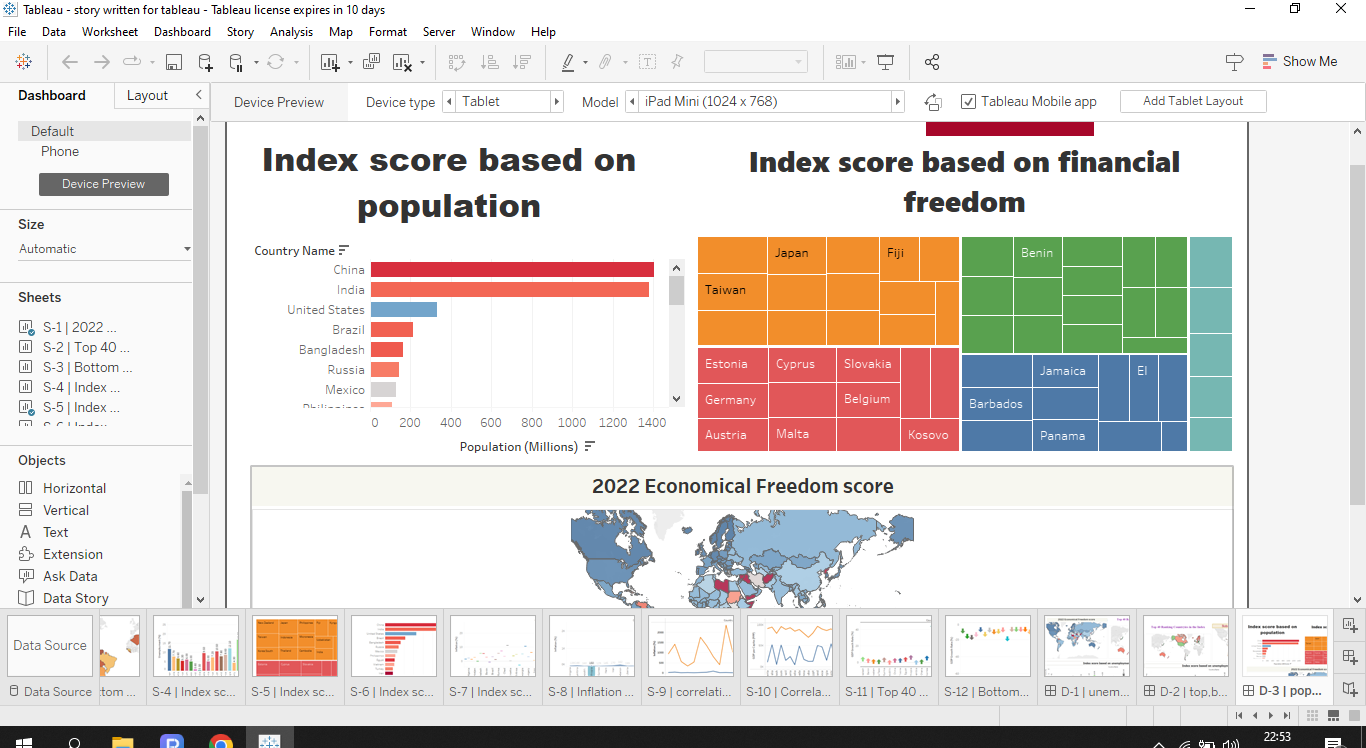 Tableau - story written for tableau - Tableau license expires in 10 days
File Data Worksheet Dashboard Story Analysis Map Format Server Window Help
Show Me
Dashboard Layout
Device Preview Device type Tablet Model iPad Mini (1024 x 768) Tableau Mobile app Add Tablet Layout
Default
Phone
Device Preview
Size
Automatic
Sheets
S-1 | 2022 ...
S-2 | Top 40 ...
S-3 | Bottom ...
S-4 | Index ...
S-5 | Index ...
Objects
Horizontal
Vertical
Text
Extension
Ask Data
Data Story
Index score based on
population
Country Name
China
India
United States
Brazil
Bangladesh
Russia
Mexico
Philippines
0 200 400 600 800 1000 1200 1400
Population (Millions)
Index score based on financial
freedom
Japan Fiji
Taiwan
Benin
Estonia Cyprus Slovakia
Germany Belgium
Austria Malta Kosovo
Jamaica El
Barbados
Panama
2022 Economical Freedom score
Data Source
Data Source
tom ...
S-4 | Index sc...
S-5 | Index sc...
S-6 | Index sc...
S-7 | Index sc...
S-8 | Inflation ...
S-9 | correlati...
S-10 | Correla...
S-11 | Top 40 ...
S-12 | Bottom...
D-1 | unem...
D-2 | top,b...
D-3 | pop...
22:53